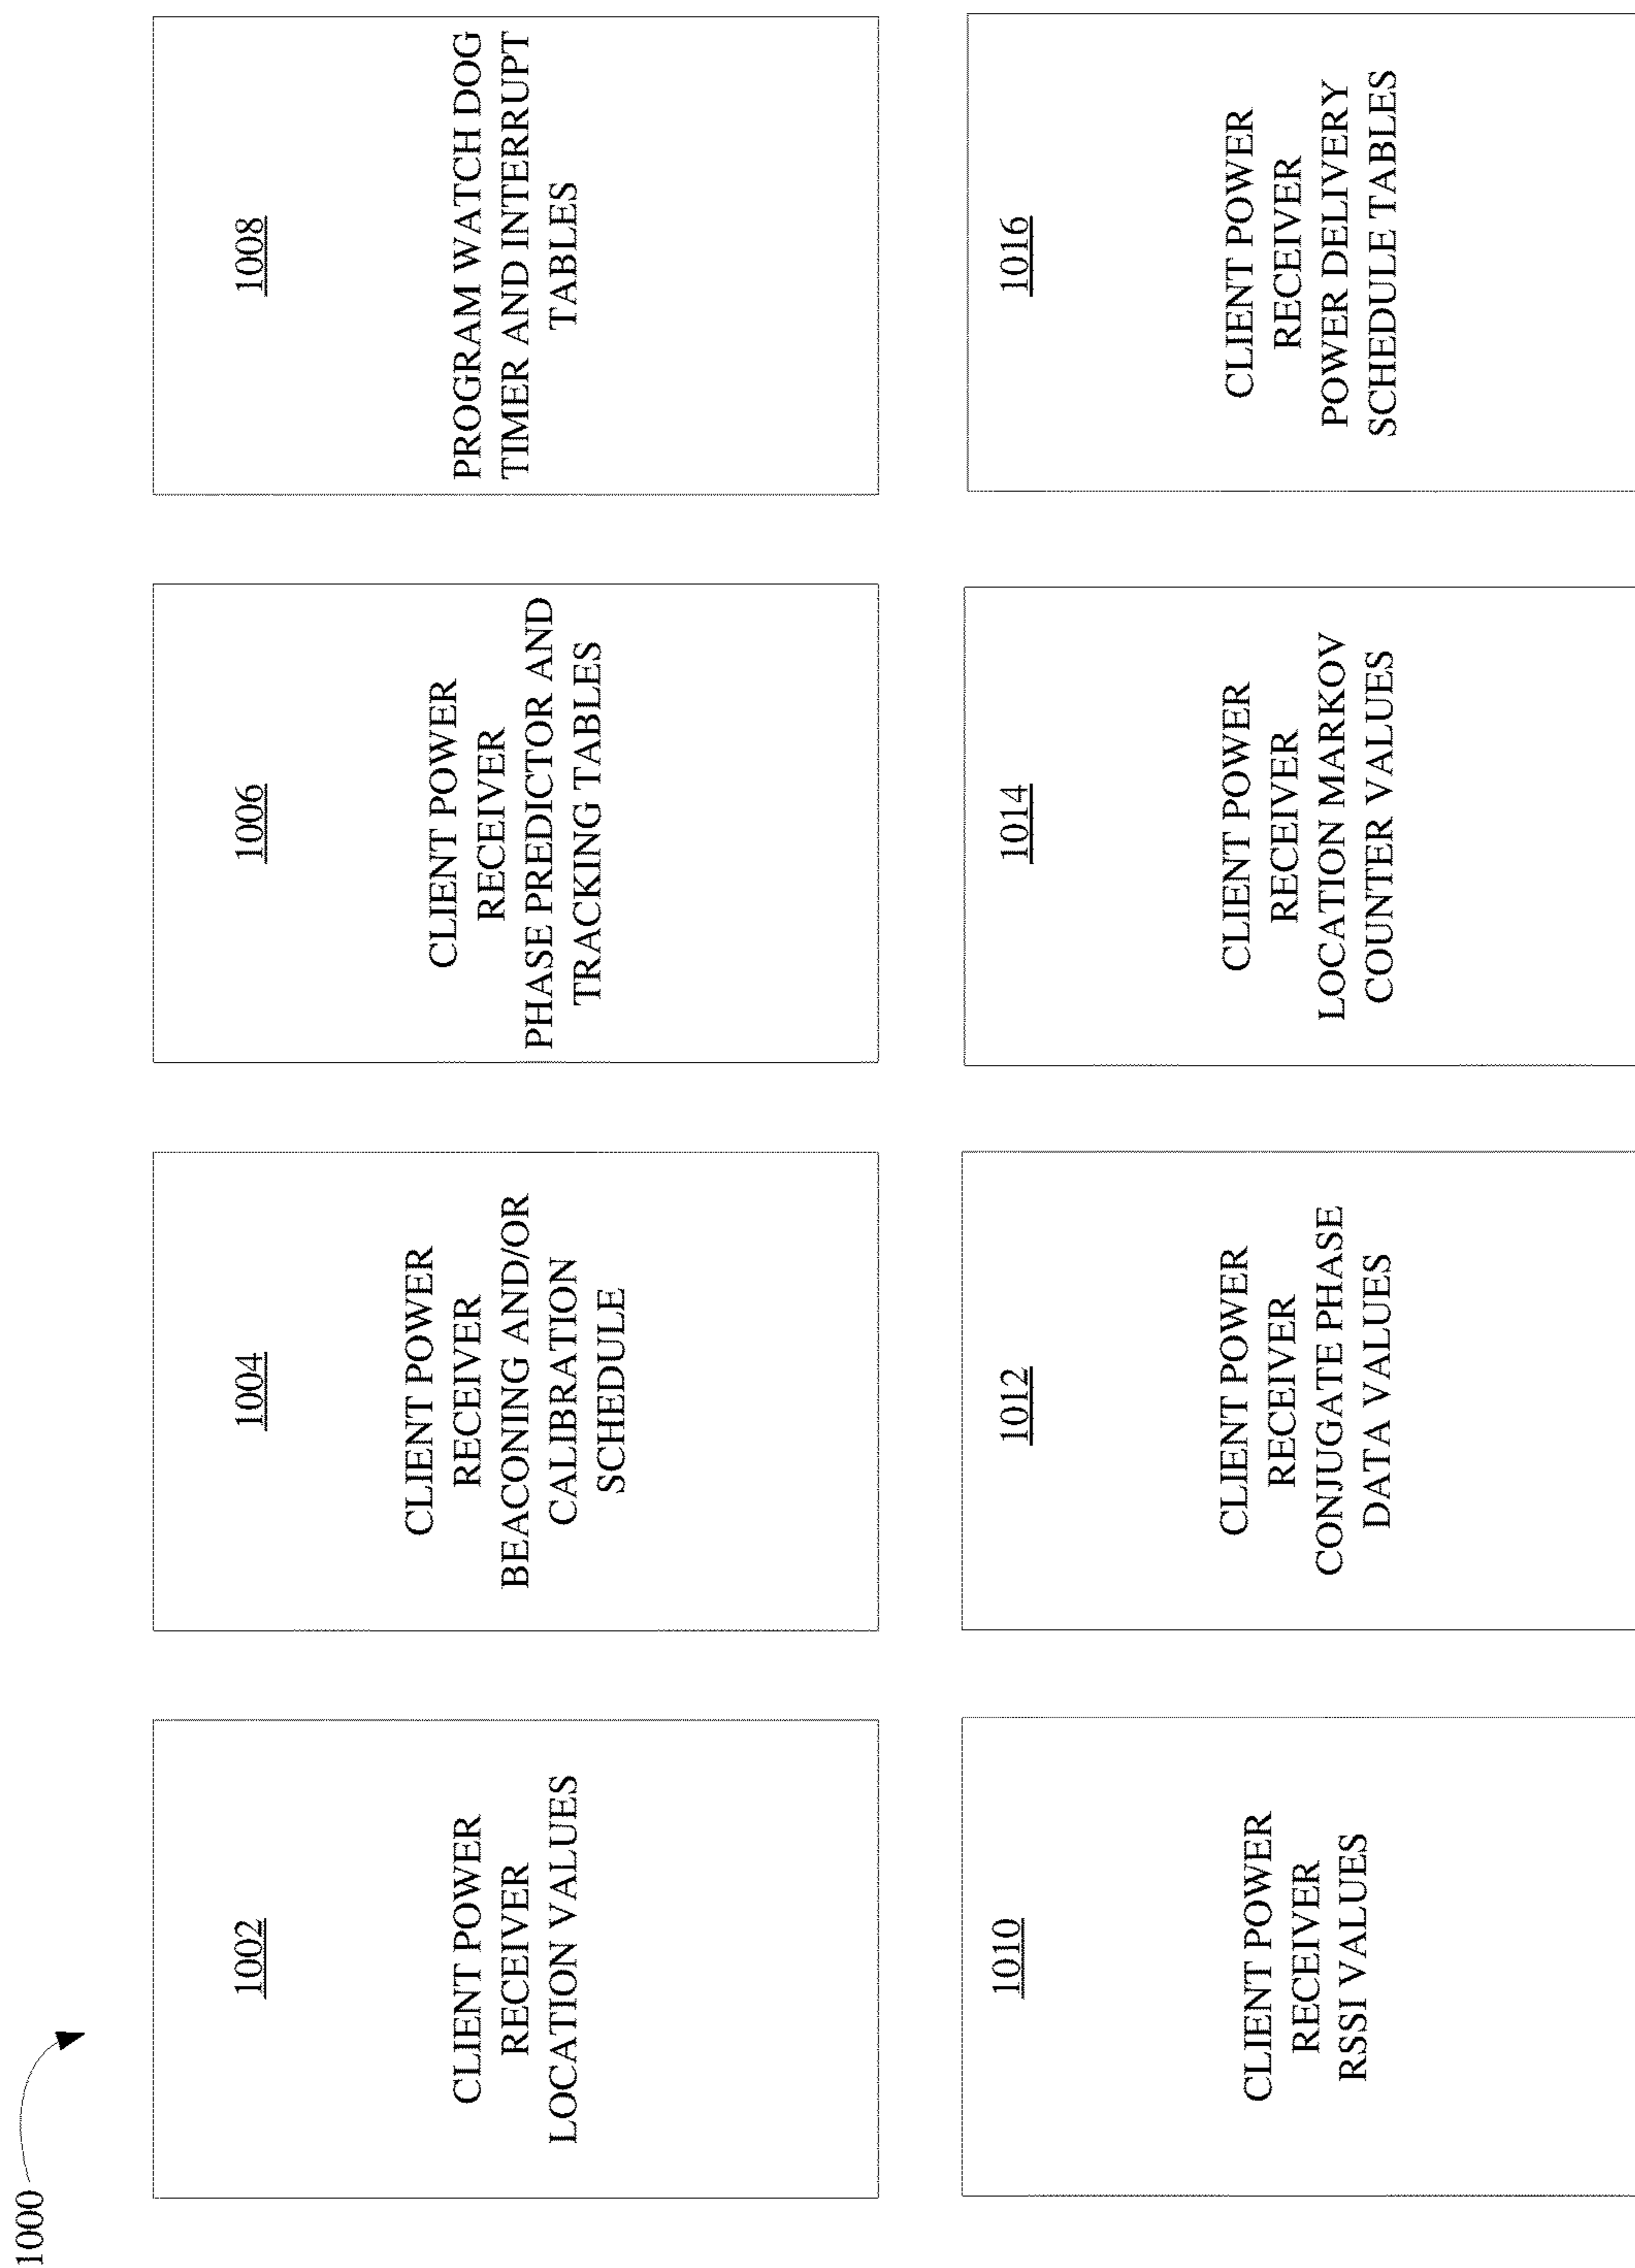 1000
1002
CLIENT POWER
RECEIVER
LOCATION VALUES
1004
CLIENT POWER
RECEIVER
BEACONING AND/OR
CALIBRATION
SCHEDULE
1006
CLIENT POWER
RECEIVER
PHASE PREDICTOR AND
TRACKING TABLES
1008
PROGRAM WATCH DOG
TIMER AND INTERRUPT
TABLES
1010
CLIENT POWER
RECEIVER
RSSI VALUES
1012
CLIENT POWER
RECEIVER
CONJUGATE PHASE
DATA VALUES
1014
CLIENT POWER
RECEIVER
LOCATION MARKOV
COUNTER VALUES
1016
CLIENT POWER
RECEIVER
POWER DELIVERY
SCHEDULE TABLES